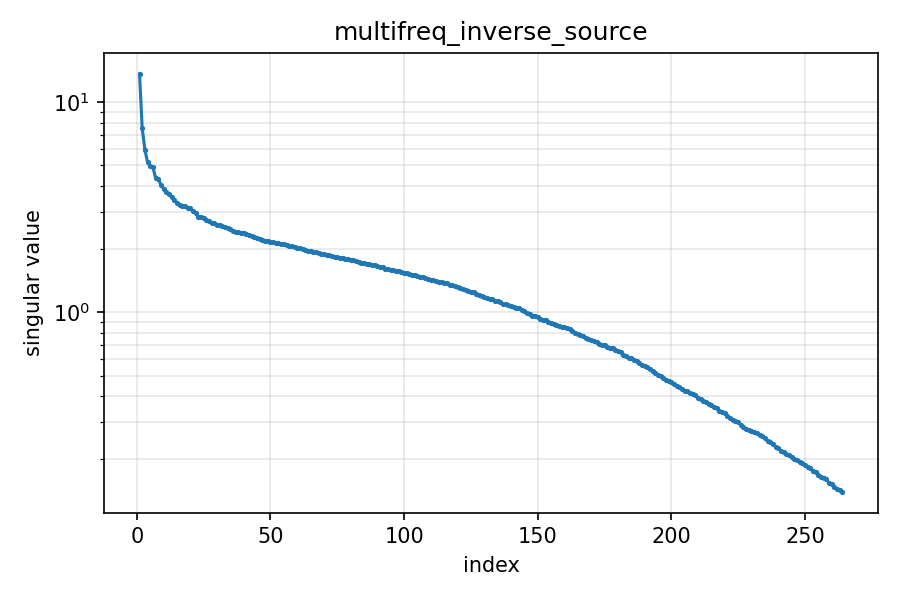 multifreq_inverse_source
10¹
10⁰
singular value
0 50 100 150 200 250
index